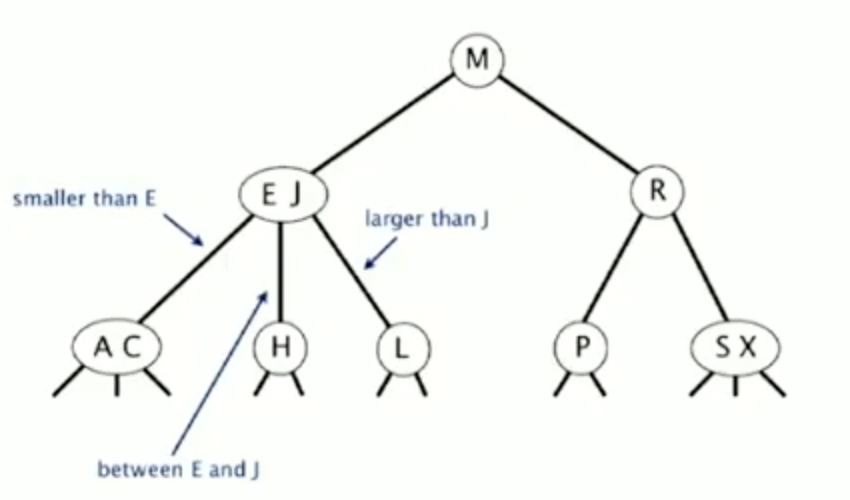 M
E J
R
smaller than E
larger than J
A C
H
L
P
S X
between E and J